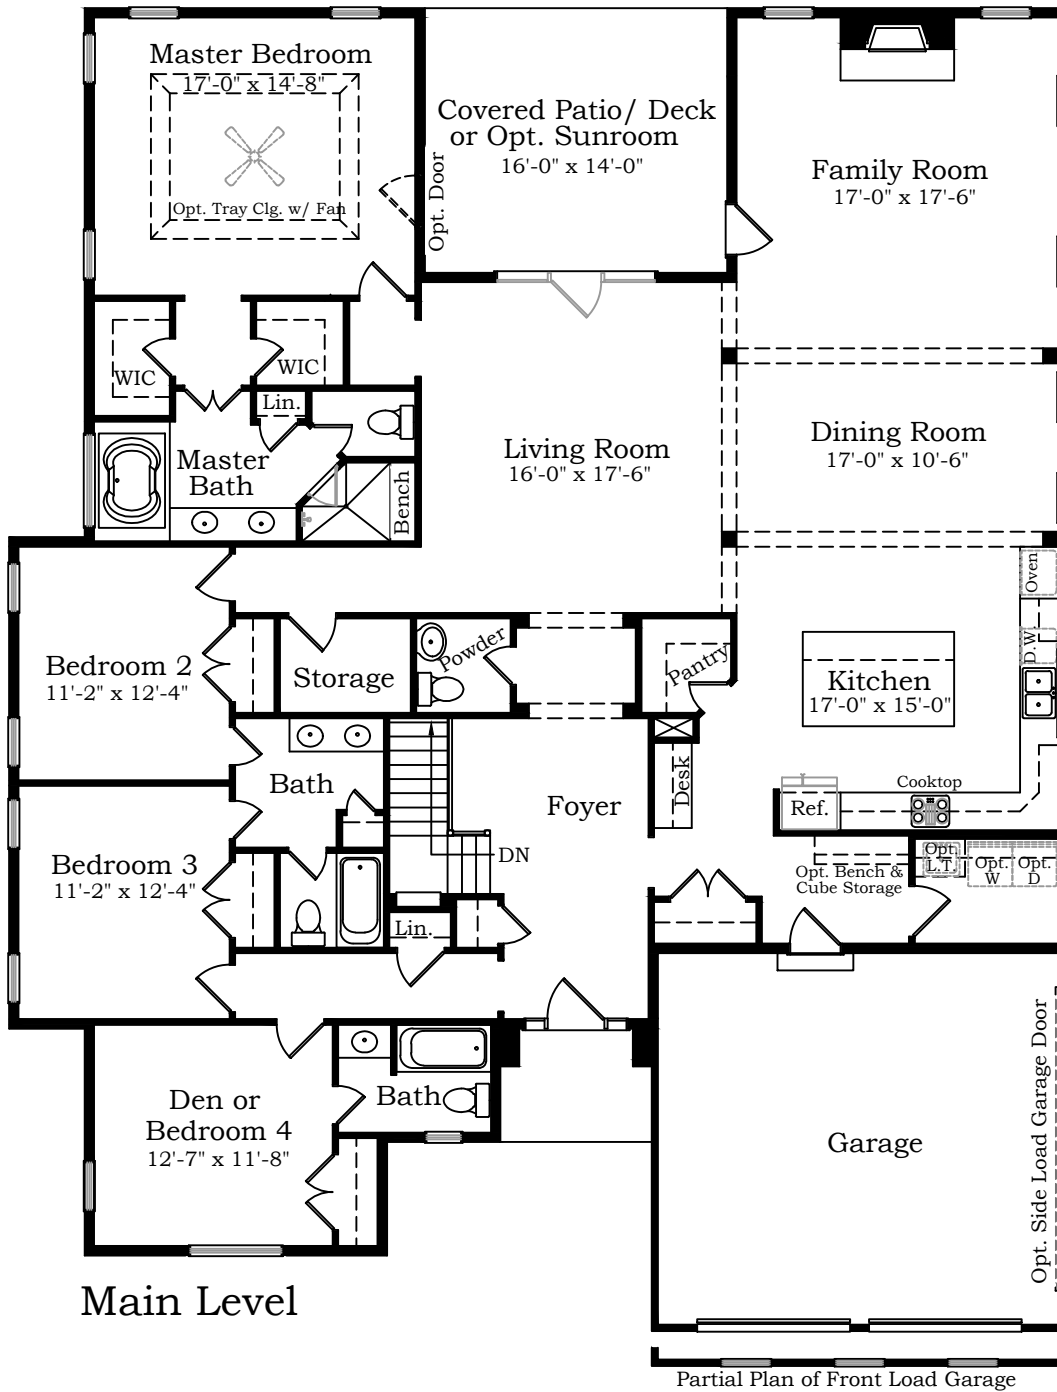 Master Bedroom
17'-0" x 14'-8"
Opt. Tray Clg. w/ Fan
Opt. Door
Covered Patio/ Deck
or Opt. Sunroom
16'-0" x 14'-0"
Family Room
17'-0" x 17'-6"
WIC
WIC
Lin.
Master
Bath
Bench
Living Room
16'-0" x 17'-6"
Dining Room
17'-0" x 10'-6"
Oven
D.W.
Bedroom 2
11'-2" x 12'-4"
Storage
Powder
Pantry
Kitchen
17'-0" x 15'-0"
Bath
Foyer
Desk
Ref.
Cooktop
DN
Bedroom 3
11'-2" x 12'-4"
Opt. Bench &
Cube Storage
Opt.
L.T.
Opt.
W
Opt.
D
Lin.
Den or
Bedroom 4
12'-7" x 11'-8"
Bath
Garage
Opt. Side Load Garage Door
Main Level
Partial Plan of Front Load Garage